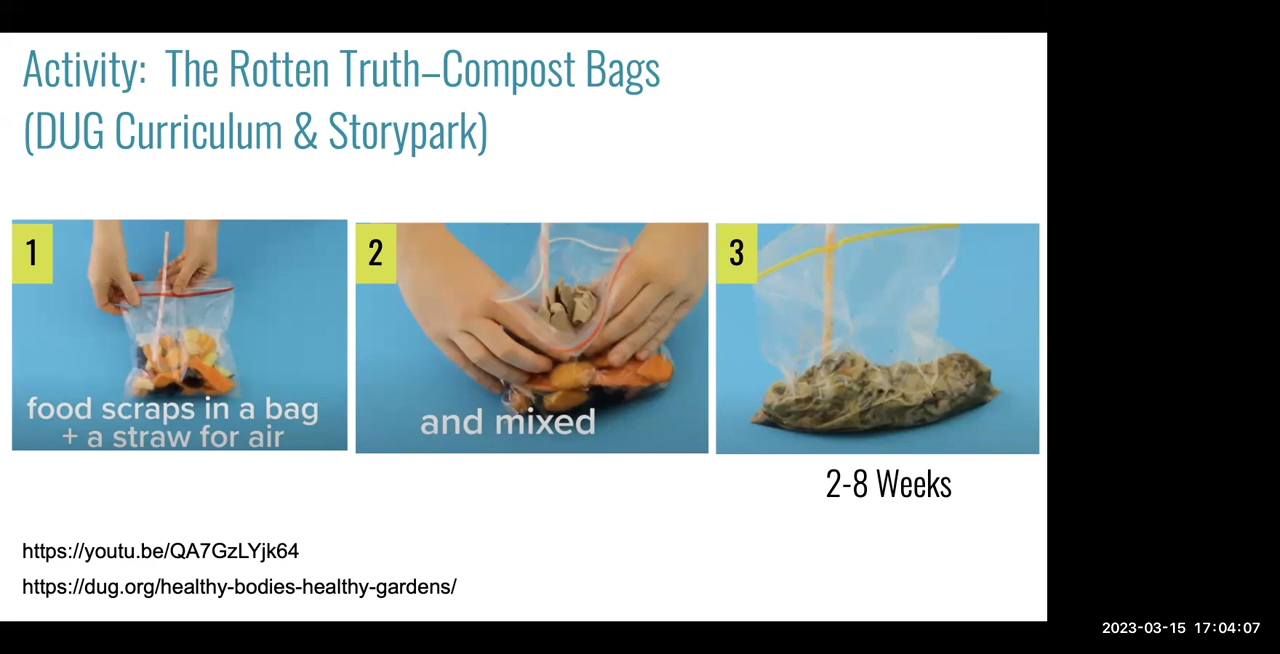 Activity:  The Rotten Truth–Compost Bags
(DUG Curriculum & Storypark)
1
food scraps in a bag
+ a straw for air
2
and mixed
3
2-8 Weeks
https://youtu.be/QA7GzLYjk64
https://dug.org/healthy-bodies-healthy-gardens/
2023-03-15 17:04:07